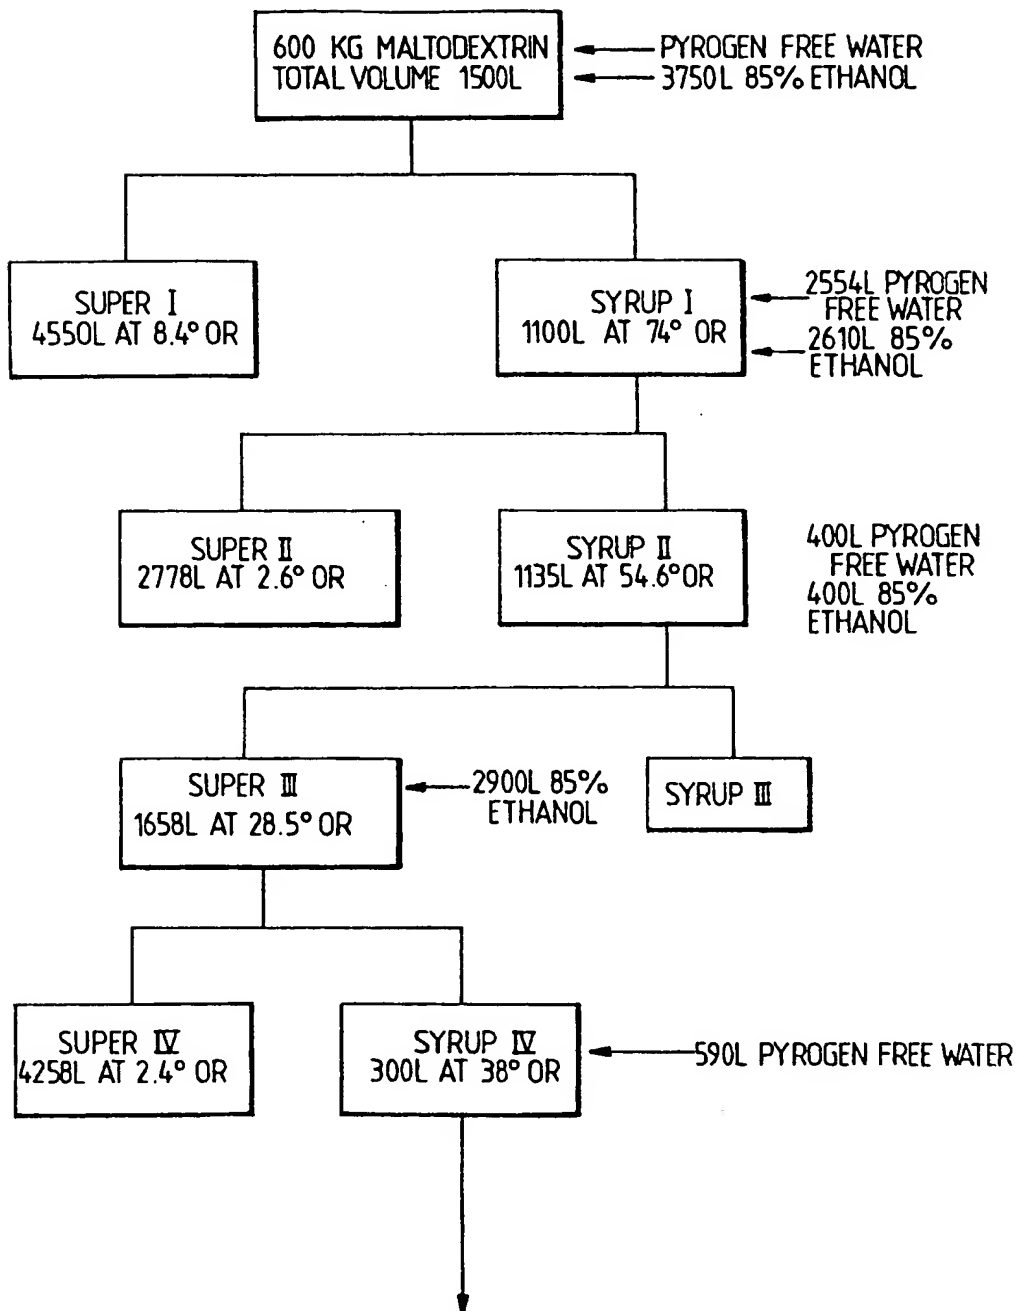 600 KG MALTODEXTRIN
TOTAL VOLUME 1500L
PYROGEN FREE WATER
3750L 85% ETHANOL
SUPER I
4550L AT 8.4° OR
SYRUP I
1100L AT 74° OR
2554L PYROGEN
FREE WATER
2610L 85%
ETHANOL
SUPER II
2778L AT 2.6° OR
SYRUP II
1135L AT 54.6° OR
400L PYROGEN
FREE WATER
400L 85%
ETHANOL
SUPER III
1658L AT 28.5° OR
2900L 85%
ETHANOL
SYRUP III
SUPER IV
4258L AT 2.4° OR
SYRUP IV
300L AT 38° OR
590L PYROGEN FREE WATER